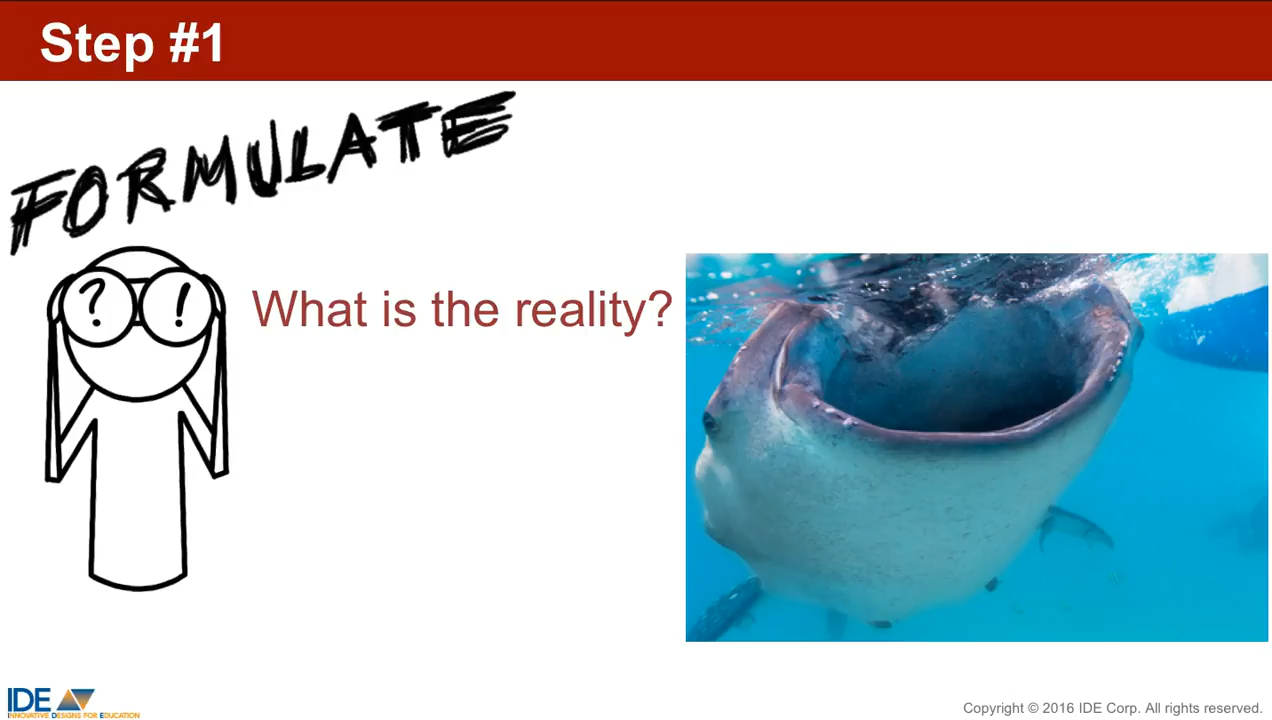 Step #1
FORMULATE
? !
What is the reality?
IDE
INNOVATIVE DESIGNS FOR EDUCATION
Copyright © 2016 IDE Corp. All rights reserved.